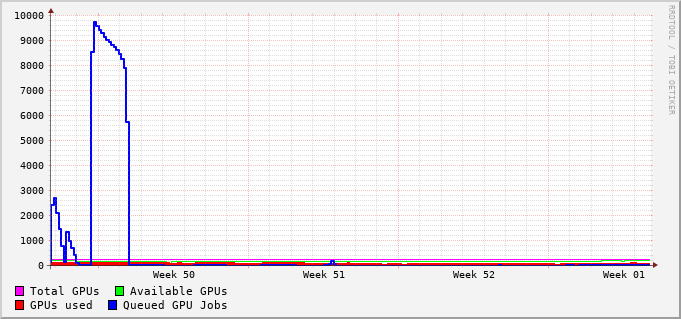 10000
9000
8000
7000
6000
5000
4000
3000
2000
1000
0
Week 50 Week 51 Week 52 Week 01
Total GPUs Available GPUs
GPUs used Queued GPU Jobs
RRDTOOL / TOBI OETIKER